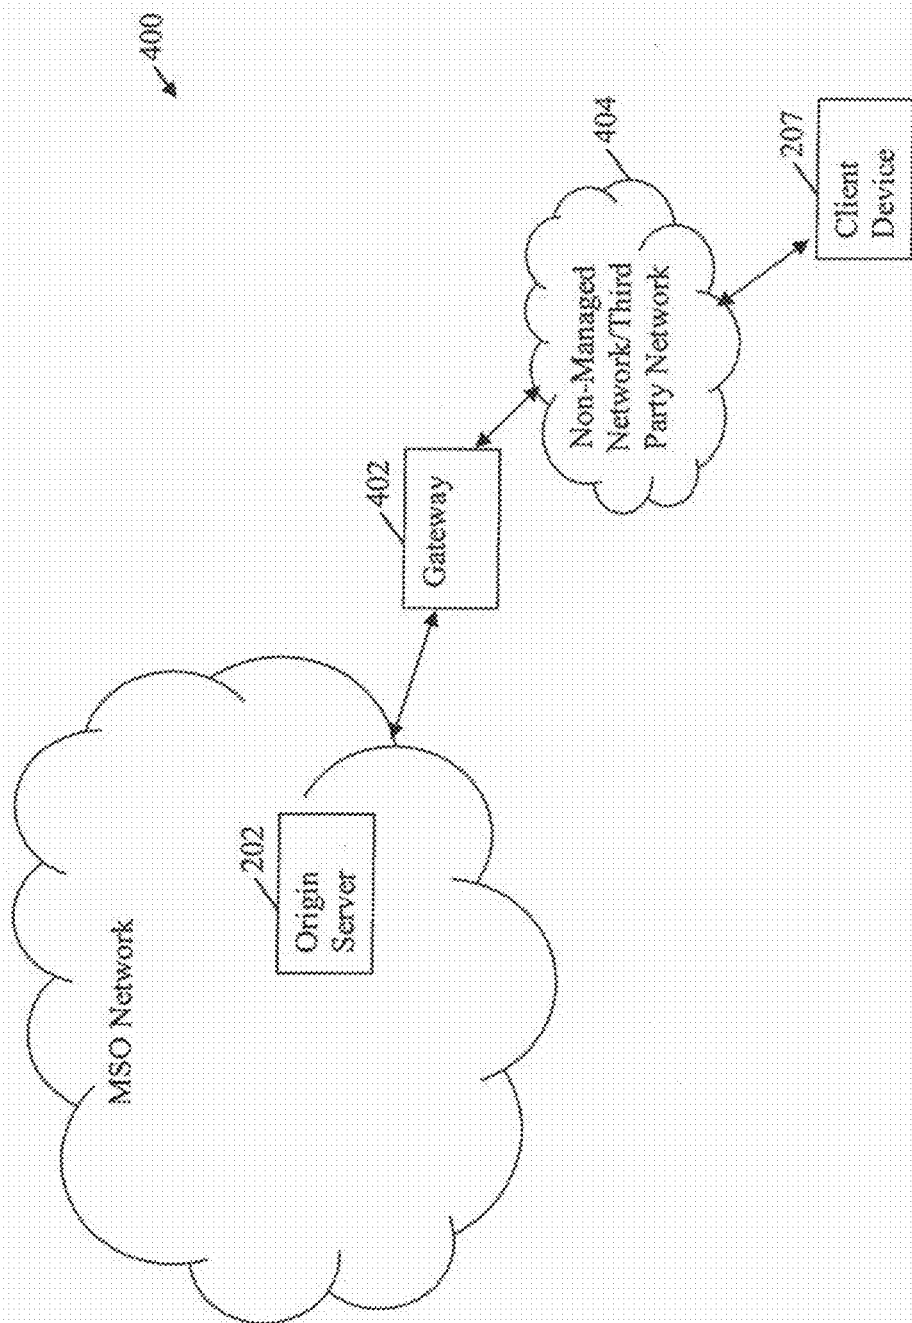 400
MSO Network
202
Origin
Server
402
Gateway
404
Non-Managed
Network/Third
Party Network
207
Client
Device